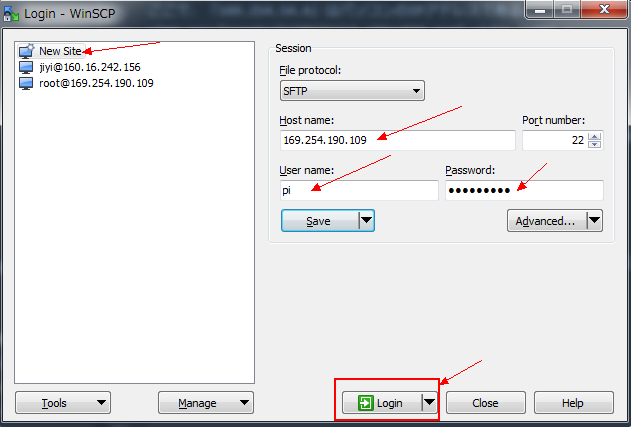 Login - WinSCP
New Site
jiyi@160.16.242.156
root@169.254.190.109
Session
File protocol:
SFTP
Host name:
Port number:
169.254.190.109
22
User name:
Password:
pi
●●●●●●●●●
Save
Advanced...
Tools
Manage
Login
Close
Help